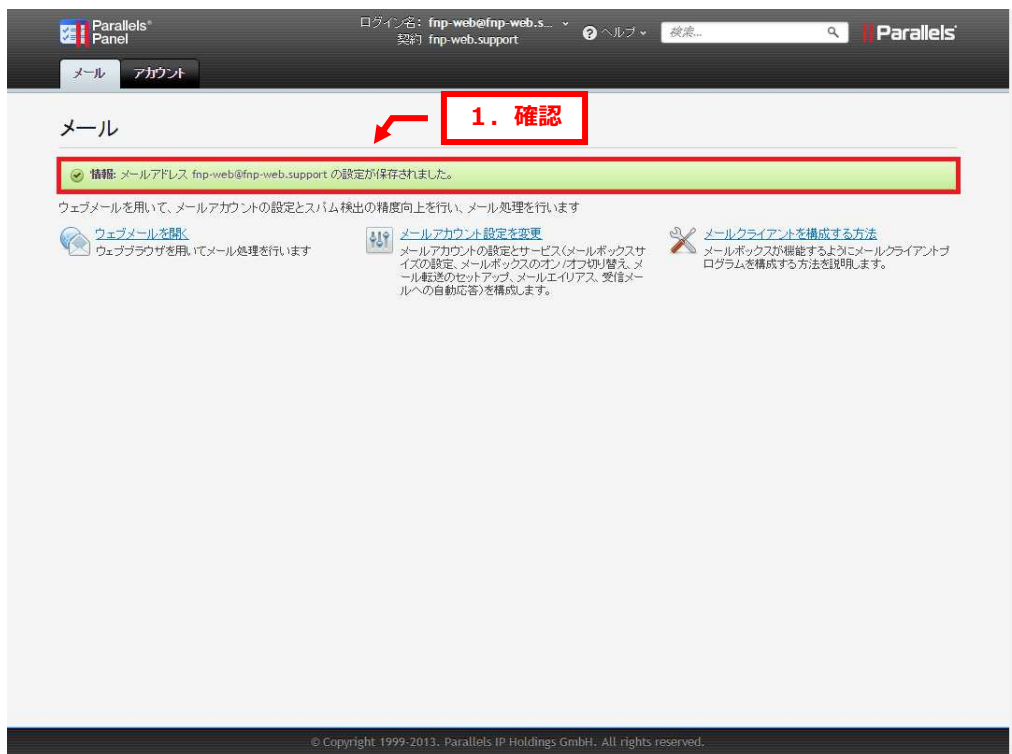 Parallels®
Panel
ログイン名: fnp-web@fnp-web.s...
契約 fnp-web.support
ヘルプ
検索...
Parallels®
メール
アカウント
メール
1. 確認
情報: メールアドレス fnp-web@fnp-web.support の設定が保存されました。
ウェブメールを用いて、メールアカウントの設定とスパム検出の精度向上を行い、メール処理を行います
ウェブメールを開く
ウェブブラウザを用いてメール処理を行います
メールアカウント設定を変更
メールアカウントの設定とサービス(メールボックスサ
イズの設定、メールボックスのオン/オフ切り替え、メ
ール転送のセットアップ、メールエイリアス、受信メー
ルへの自動応答)を構成します。
メールクライアントを構成する方法
メールボックスが機能するようにメールクライアントプ
ログラムを構成する方法を説明します。
© Copyright 1999-2013. Parallels IP Holdings GmbH. All rights reserved.